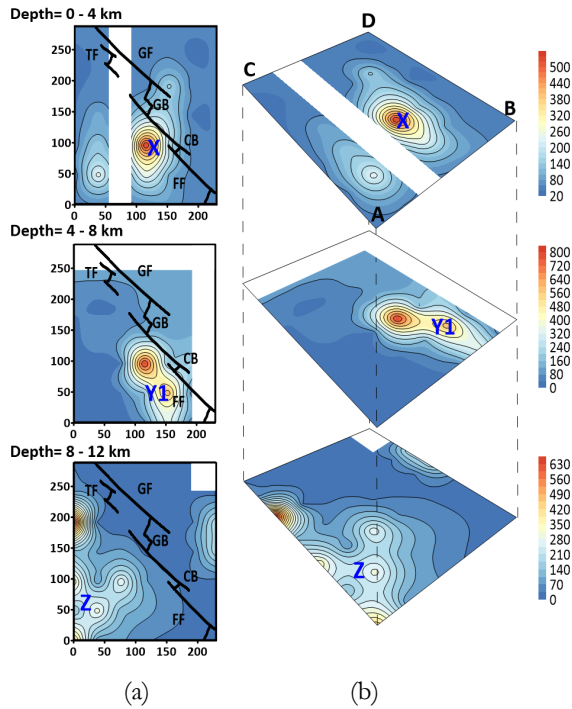 Depth= 0 - 4 km
250
200
150
100
50
0
0 50 100 150 200
TF
GF
GB
CB
FF
X
D
C
B
A
X
500
440
380
320
260
200
140
80
20
Depth= 4 - 8 km
250
200
150
100
50
0
0 50 100 150 200
TF
GF
GB
CB
FF
Y1
Y1
800
720
640
560
480
400
320
240
160
80
0
Depth= 8 - 12 km
250
200
150
100
50
0
0 50 100 150 200
TF
GF
GB
CB
FF
Z
Z
630
560
490
420
350
280
210
140
70
0
(a)
(b)